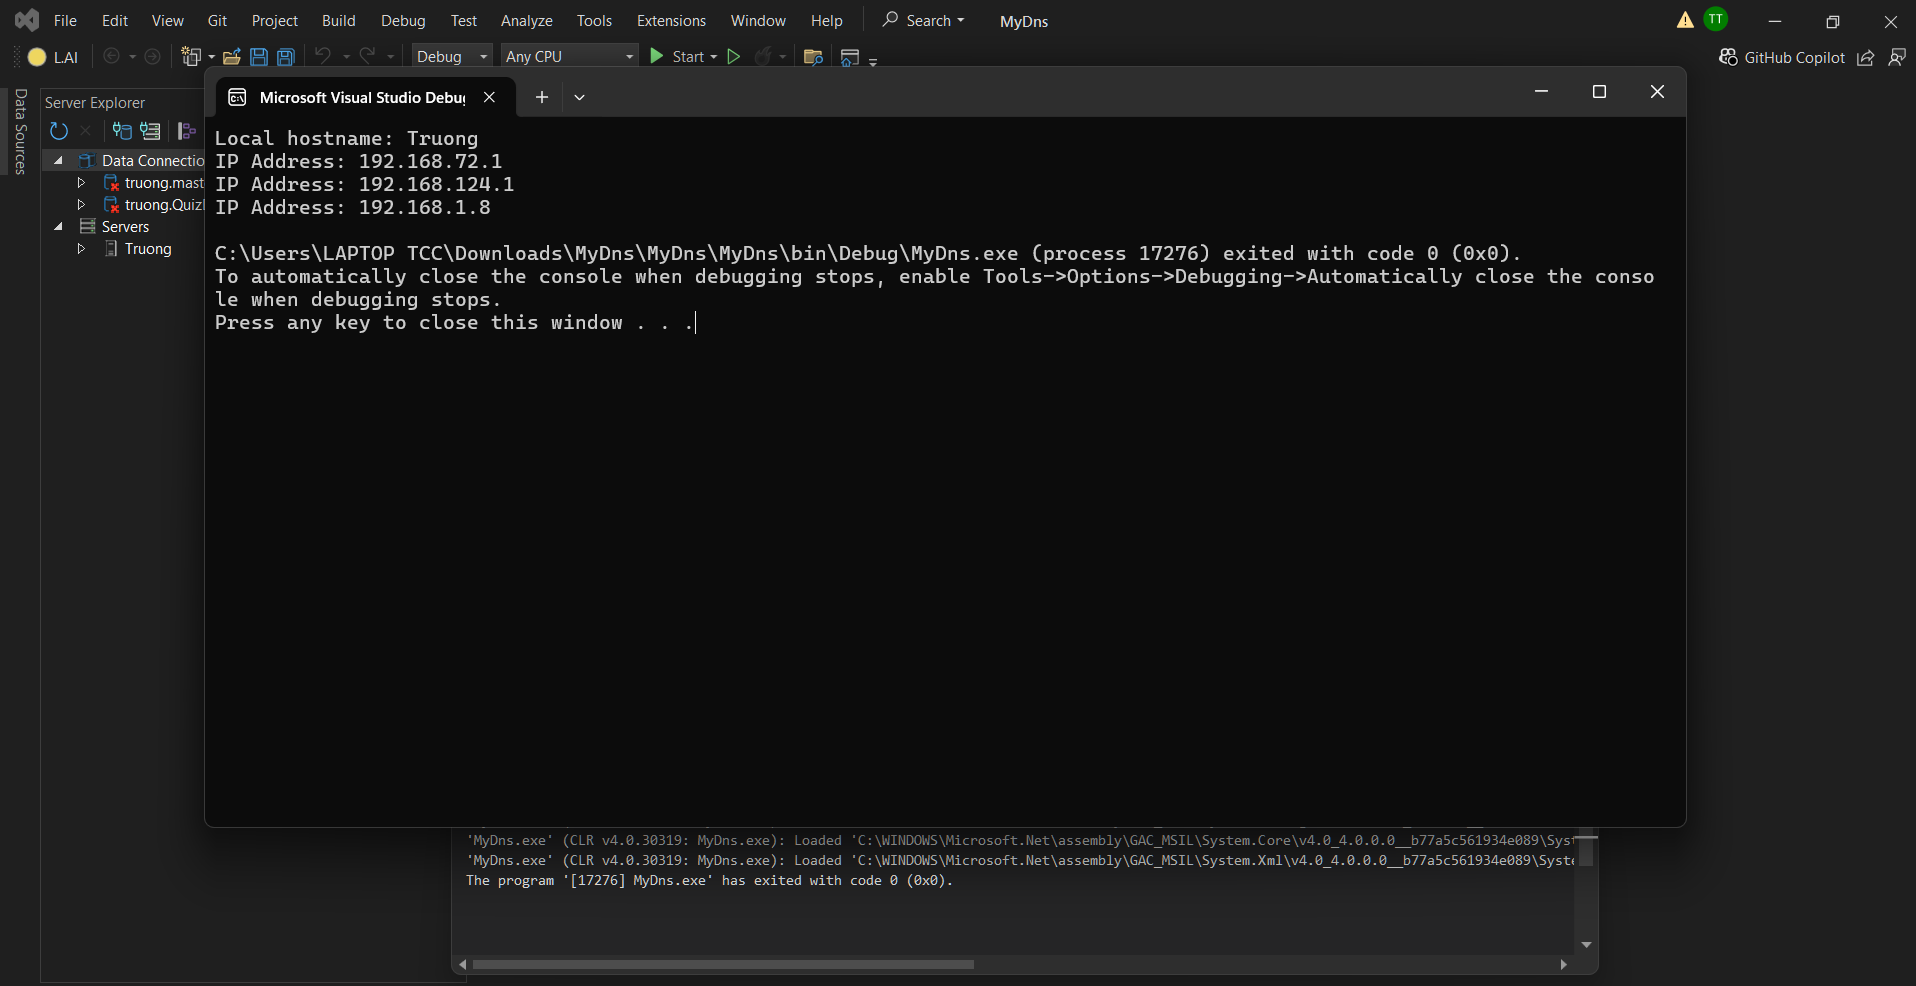 File Edit View Git Project Build Debug Test Analyze Tools Extensions Window Help Search MyDns TT
LAI Debug Any CPU Start GitHub Copilot
Data Sources
Server Explorer
Data Connectio
truong.mast
truong.Quiz
Servers
Truong
Microsoft Visual Studio Debug
Local hostname: Truong
IP Address: 192.168.72.1
IP Address: 192.168.124.1
IP Address: 192.168.1.8
C:\Users\LAPTOP TCC\Downloads\MyDns\MyDns\MyDns\bin\Debug\MyDns.exe (process 17276) exited with code 0 (0x0).
To automatically close the console when debugging stops, enable Tools->Options->Debugging->Automatically close the conso
le when debugging stops.
Press any key to close this window . . .
'MyDns.exe' (CLR v4.0.30319: MyDns.exe): Loaded 'C:\WINDOWS\Microsoft.Net\assembly\GAC_MSIL\System.Core\v4.0_4.0.0.0__b77a5c561934e089\Syst
'MyDns.exe' (CLR v4.0.30319: MyDns.exe): Loaded 'C:\WINDOWS\Microsoft.Net\assembly\GAC_MSIL\System.Xml\v4.0_4.0.0.0__b77a5c561934e089\Syste
The program '[17276] MyDns.exe' has exited with code 0 (0x0).